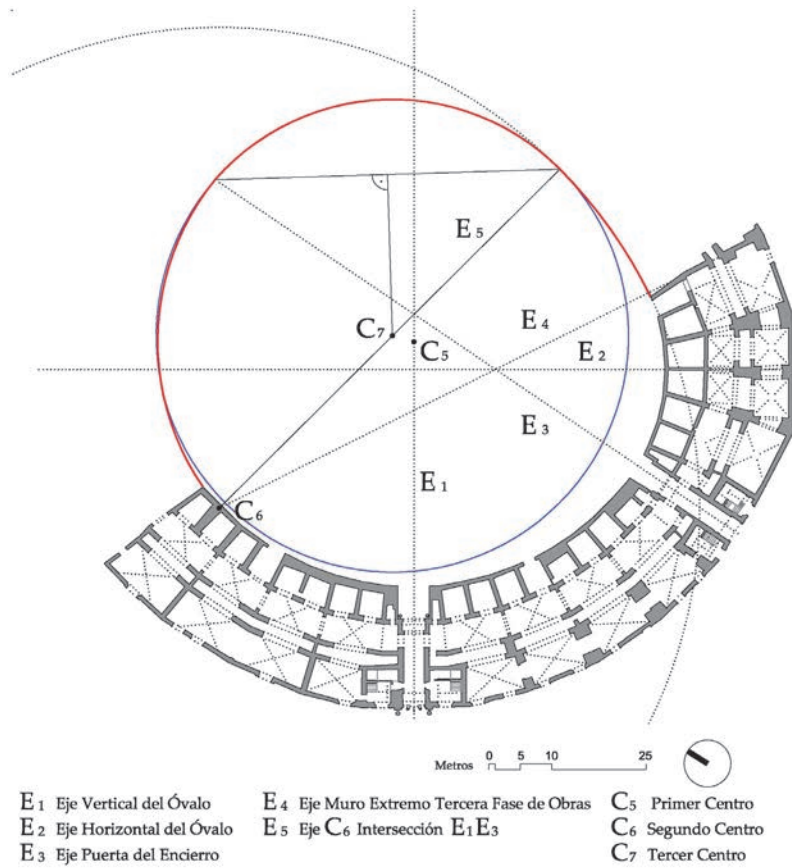 E5
E4
C7
C5
E2
E3
E1
C6
Metros 0 5 10 25
E1 Eje Vertical del Óvalo E4 Eje Muro Extremo Tercera Fase de Obras C5 Primer Centro
E2 Eje Horizontal del Óvalo E5 Eje C6 Intersección E1E3 C6 Segundo Centro
E3 Eje Puerta del Encierro C7 Tercer Centro